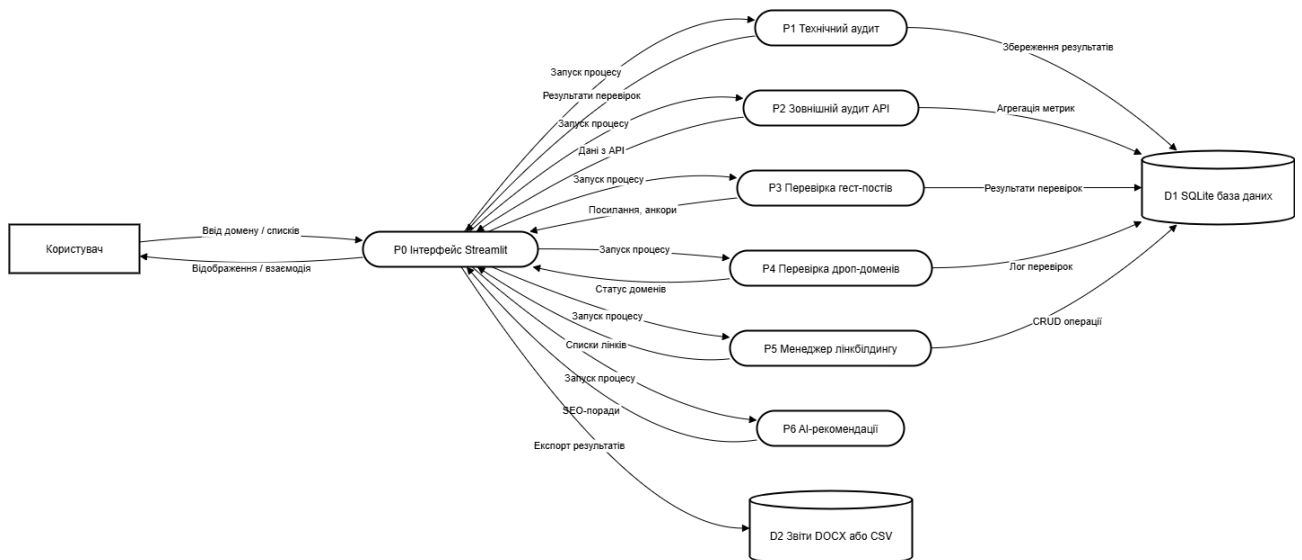 P1 Технічний аудит
Збереження результатів
Запуск процесу
Результати перевірок
P2 Зовнішній аудит API
Агрегація метрик
Запуск процесу
Дані з API
Запуск процесу
P3 Перевірка гест-постів
Результати перевірок
D1 SQLite база даних
Посилання, анкори
Користувач
Ввід домену / списків
Відображення / взаємодія
P0 Інтерфейс Streamlit
Запуск процесу
P4 Перевірка дроп-доменів
Лог перевірок
Статус доменів
Запуск процесу
CRUD операції
Списки лінків
P5 Менеджер лінкбілдингу
Запуск процесу
SEO-поради
P6 AI-рекомендації
Експорт результатів
D2 Звіти DOCX або CSV